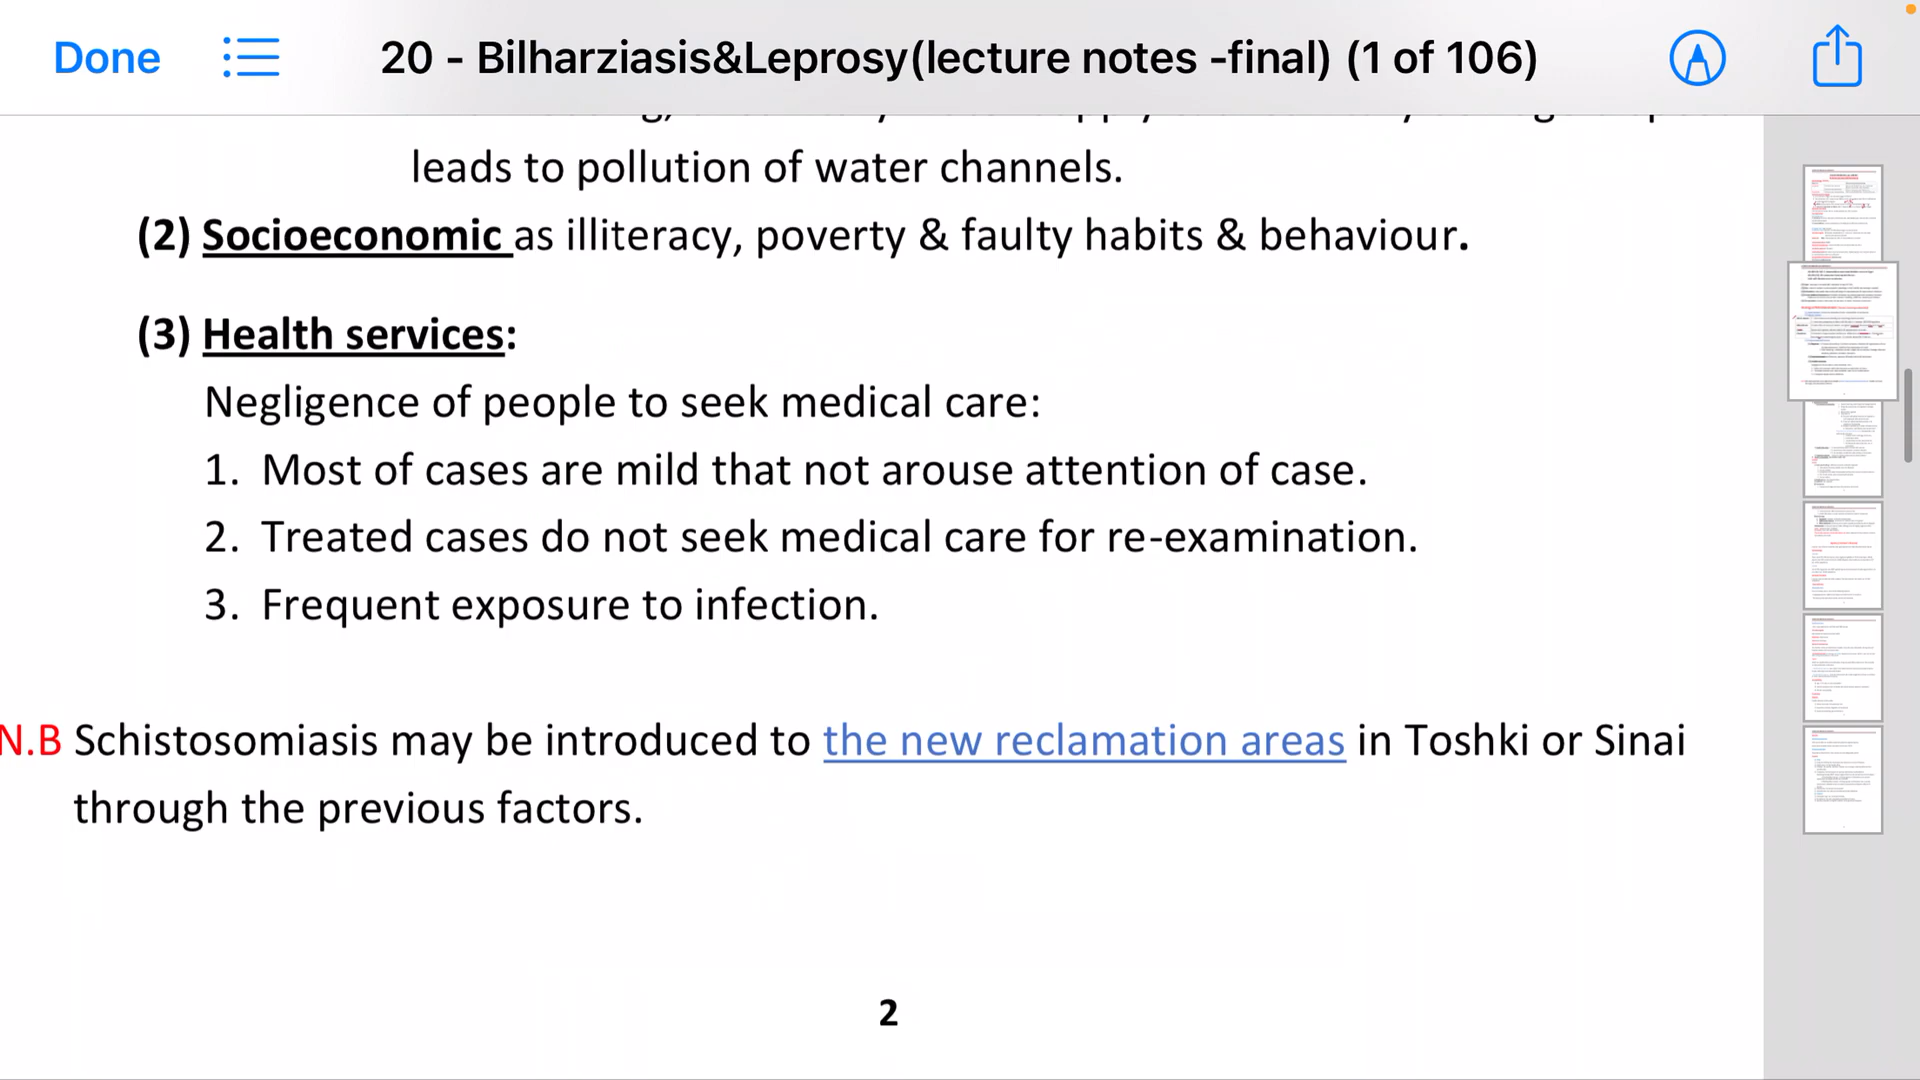 Done
20 - Bilharziasis&Leprosy(lecture notes -final) (1 of 106)
leads to pollution of water channels.
(2) Socioeconomic as illiteracy, poverty & faulty habits & behaviour.
(3) Health services:
Negligence of people to seek medical care:
1. Most of cases are mild that not arouse attention of case.
2. Treated cases do not seek medical care for re-examination.
3. Frequent exposure to infection.
N.B Schistosomiasis may be introduced to the new reclamation areas in Toshki or Sinai
through the previous factors.
2